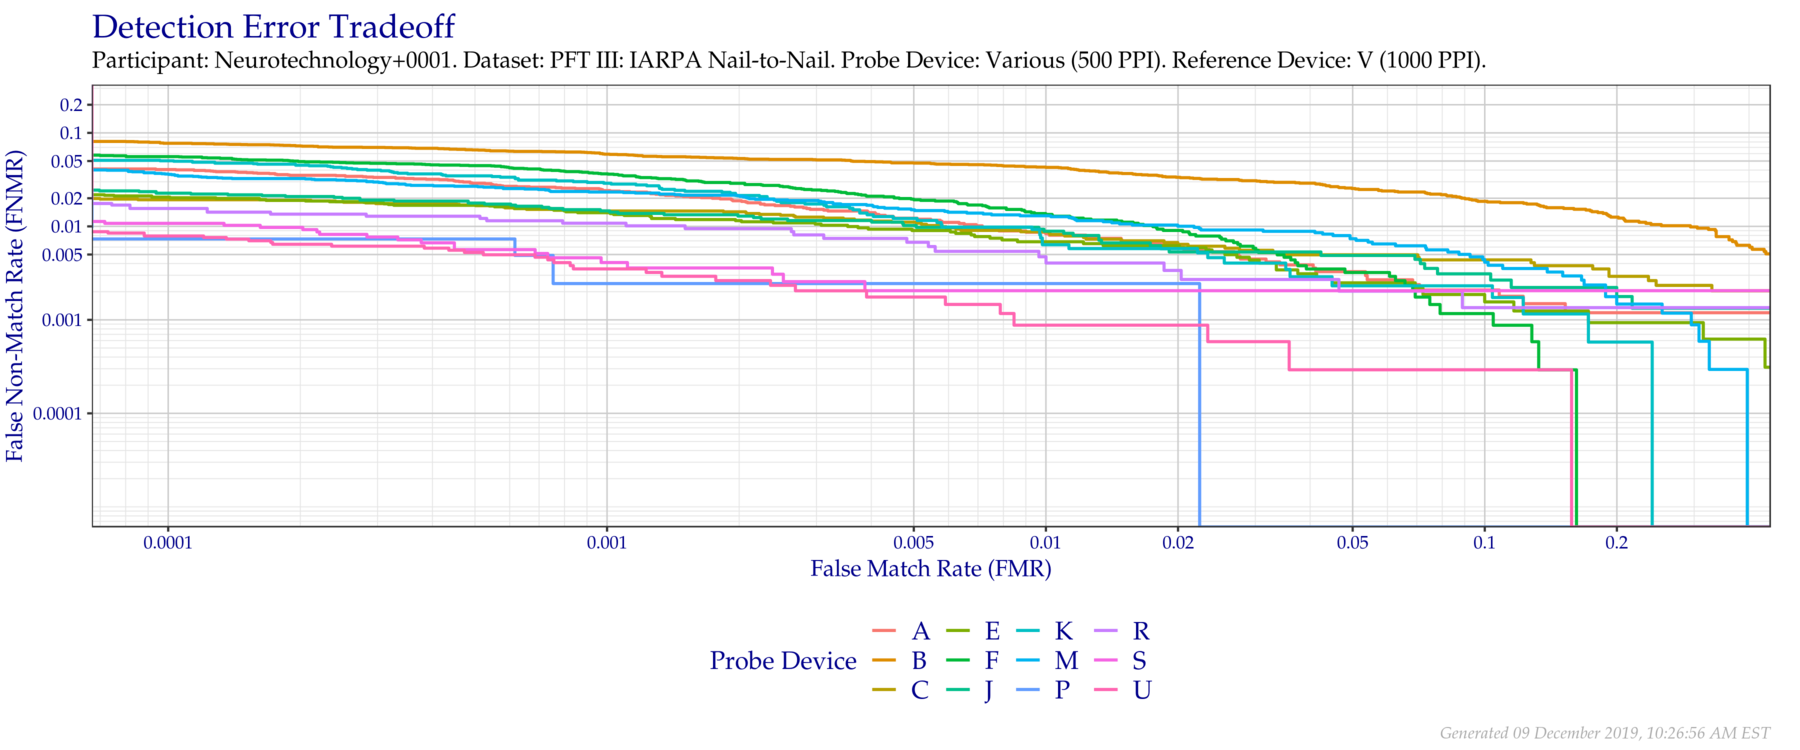 Detection Error Tradeoff
Participant: Neurotechnology+0001. Dataset: PFT III: IARPA Nail-to-Nail. Probe Device: Various (500 PPI). Reference Device: V (1000 PPI).
False Non-Match Rate (FNMR)
0.2
0.1
0.05
0.02
0.01
0.005
0.001
0.0001
0.0001 0.001 0.005 0.01 0.02 0.05 0.1 0.2
False Match Rate (FMR)
Probe Device
A E K R
B F M S
C J P U
Generated 09 December 2019, 10:26:56 AM EST